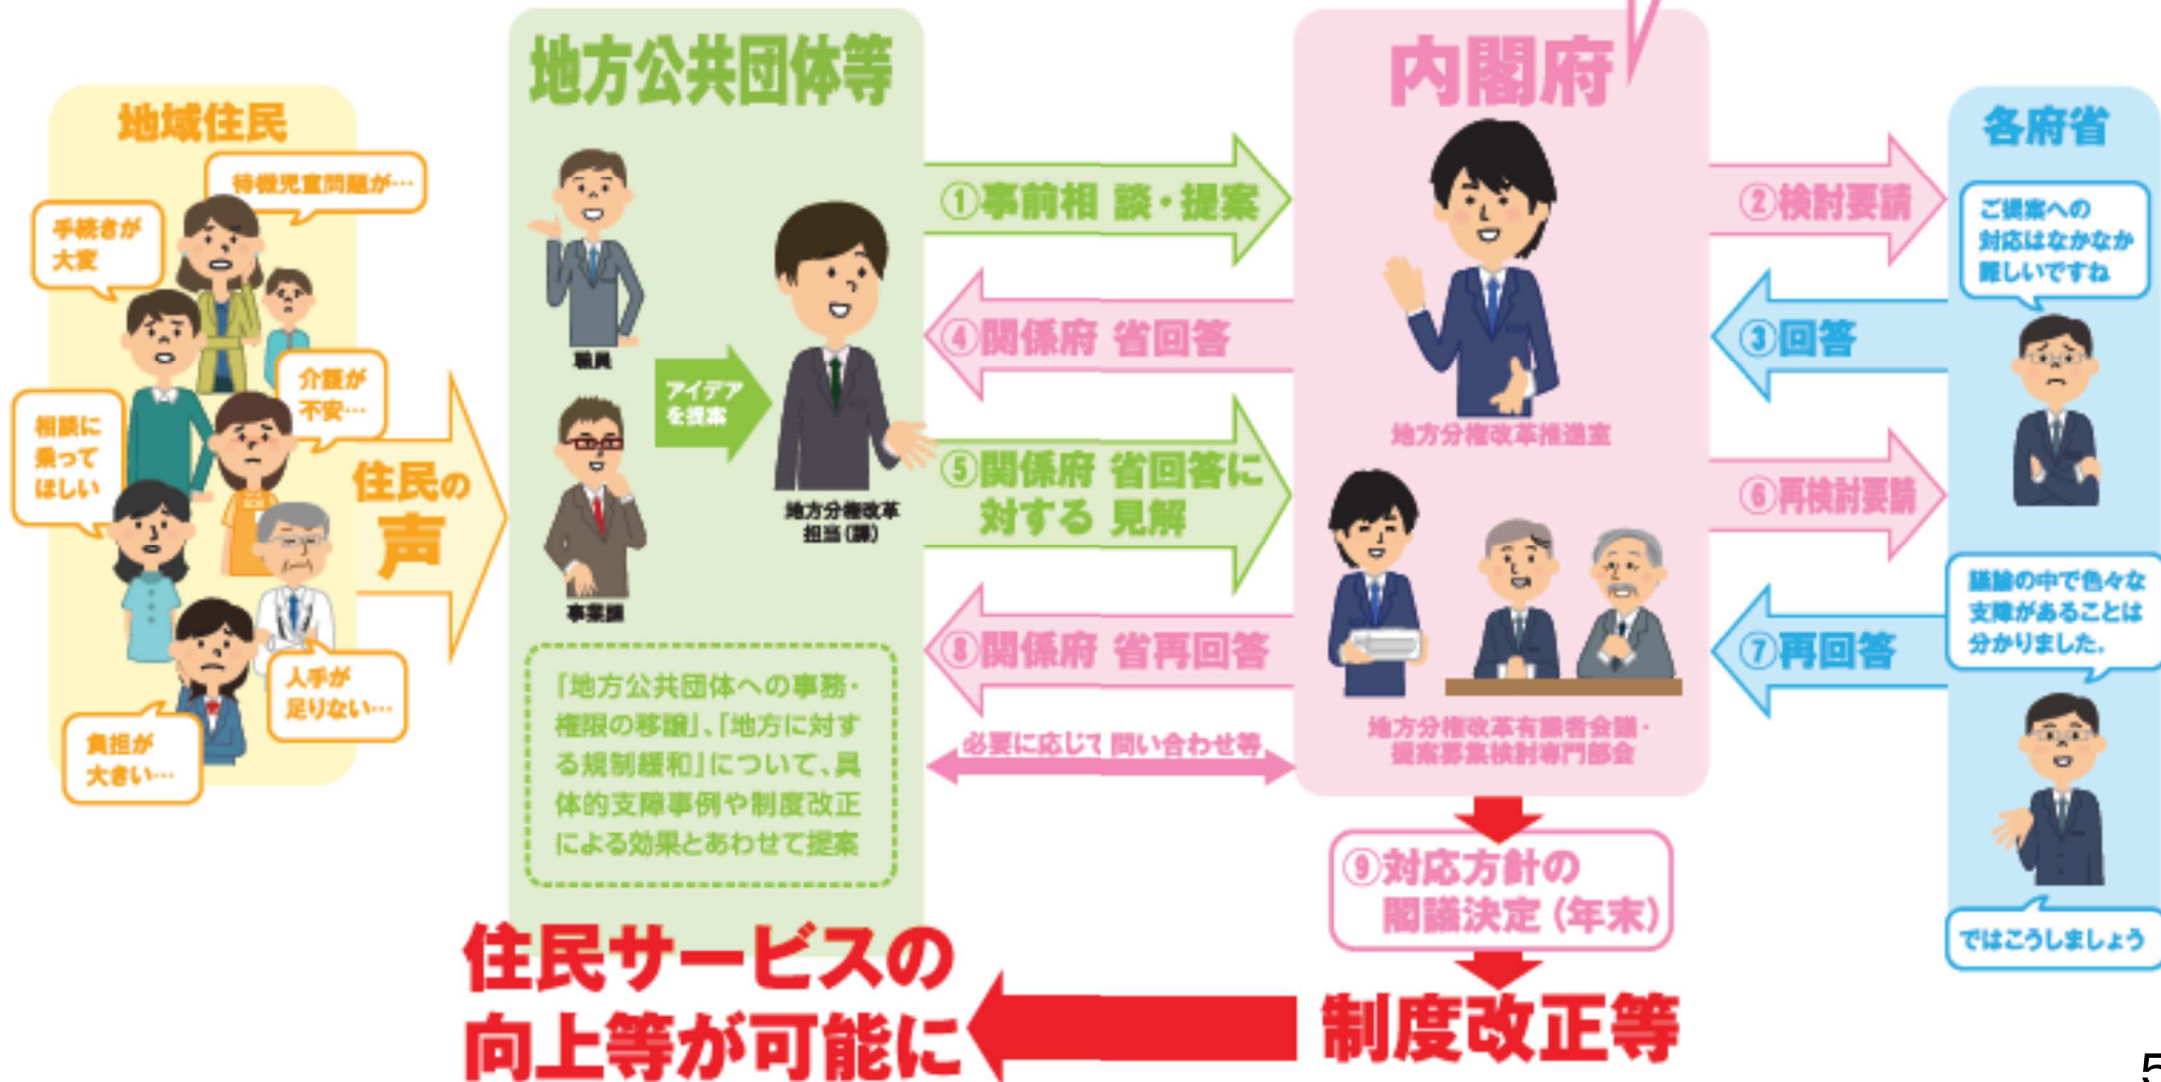 地域住民
待機児童問題が…
手続きが
大変
介護が
不安…
相談に
乗って
ほしい
人手が
足りない…
負担が
大きい…
住民の
声
地方公共団体等
職員
アイデア
を提案
事業課
地方分権改革
担当(課)
「地方公共団体への事務・
権限の移譲」、「地方に対す
る規制緩和」について、具
体的支障事例や制度改正
による効果とあわせて提案
①事前相 談・提案
④関係府 省回答
⑤関係府 省回答に
対する 見解
⑧関係府 省再回答
必要に応じて 問い合わせ等
内閣府
地方分権改革推進室
地方分権改革有識者会議・
提案募集検討専門部会
②検討要請
③回答
⑥再検討要請
⑦再回答
各府省
ご提案への
対応はなかなか
難しいですね
議論の中で色々な
支障があることは
分かりました。
ではこうしましょう
⑨対応方針の
閣議決定(年末)
制度改正等
住民サービスの
向上等が可能に
5